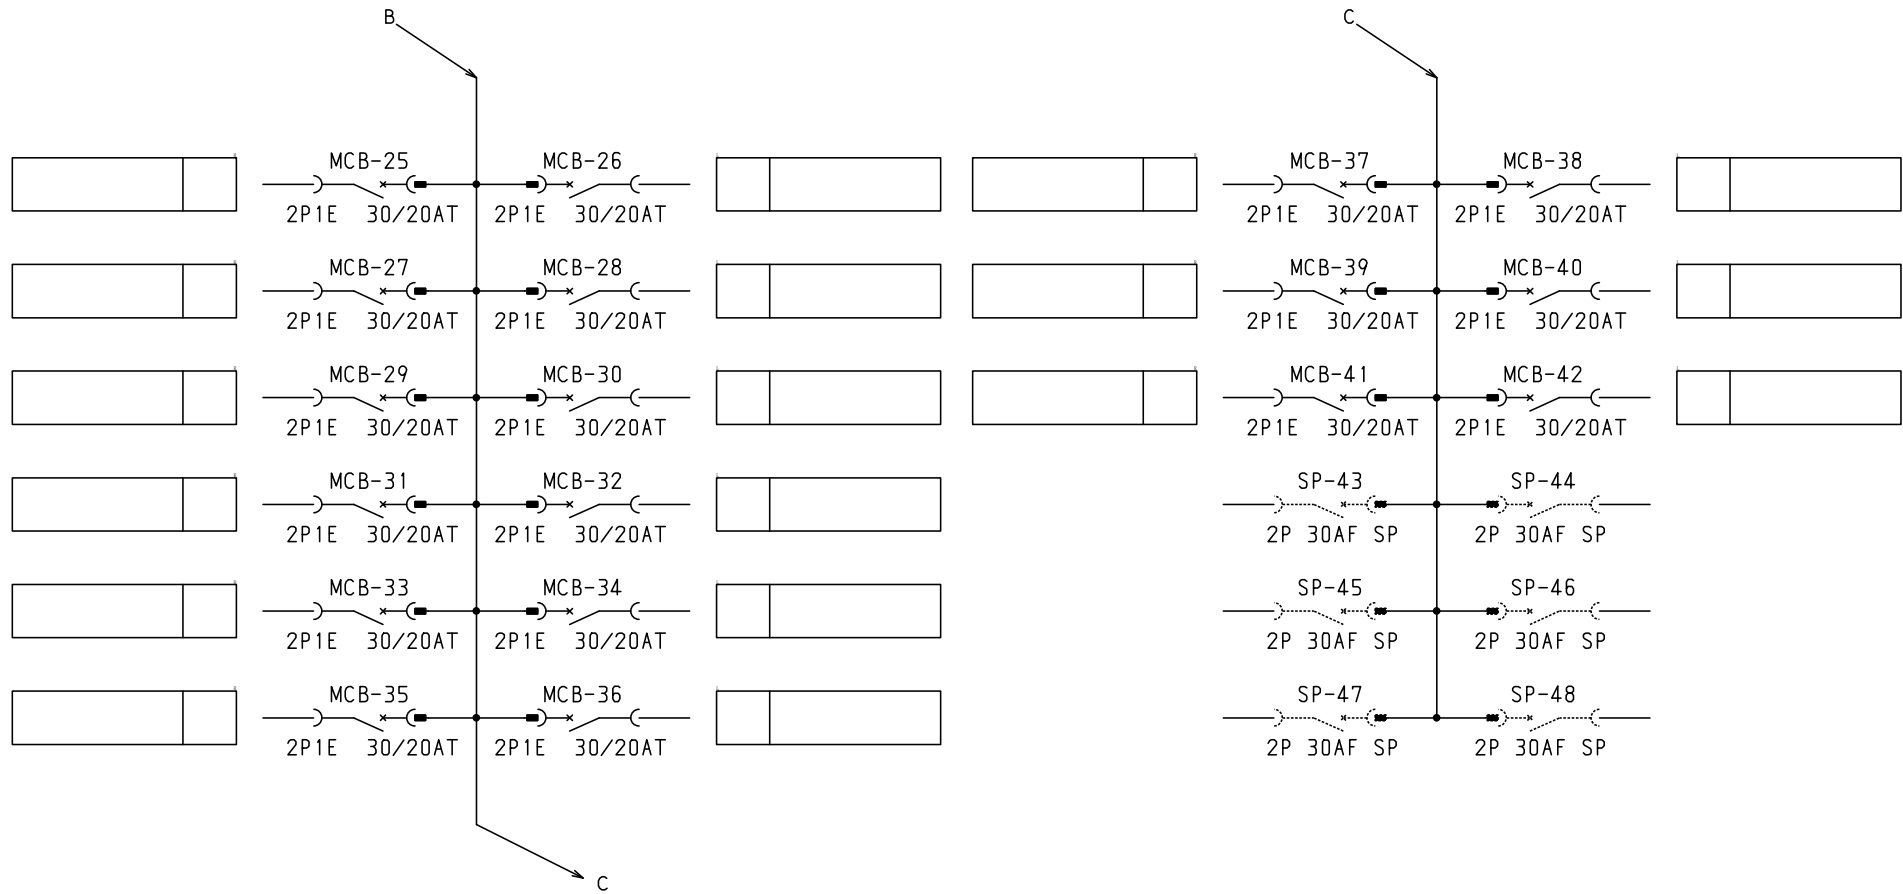 B
MCB-25 MCB-26
2P1E 30/20AT 2P1E 30/20AT
MCB-27 MCB-28
2P1E 30/20AT 2P1E 30/20AT
MCB-29 MCB-30
2P1E 30/20AT 2P1E 30/20AT
MCB-31 MCB-32
2P1E 30/20AT 2P1E 30/20AT
MCB-33 MCB-34
2P1E 30/20AT 2P1E 30/20AT
MCB-35 MCB-36
2P1E 30/20AT 2P1E 30/20AT
C
C
MCB-37 MCB-38
2P1E 30/20AT 2P1E 30/20AT
MCB-39 MCB-40
2P1E 30/20AT 2P1E 30/20AT
MCB-41 MCB-42
2P1E 30/20AT 2P1E 30/20AT
SP-43 SP-44
2P 30AF SP 2P 30AF SP
SP-45 SP-46
2P 30AF SP 2P 30AF SP
SP-47 SP-48
2P 30AF SP 2P 30AF SP